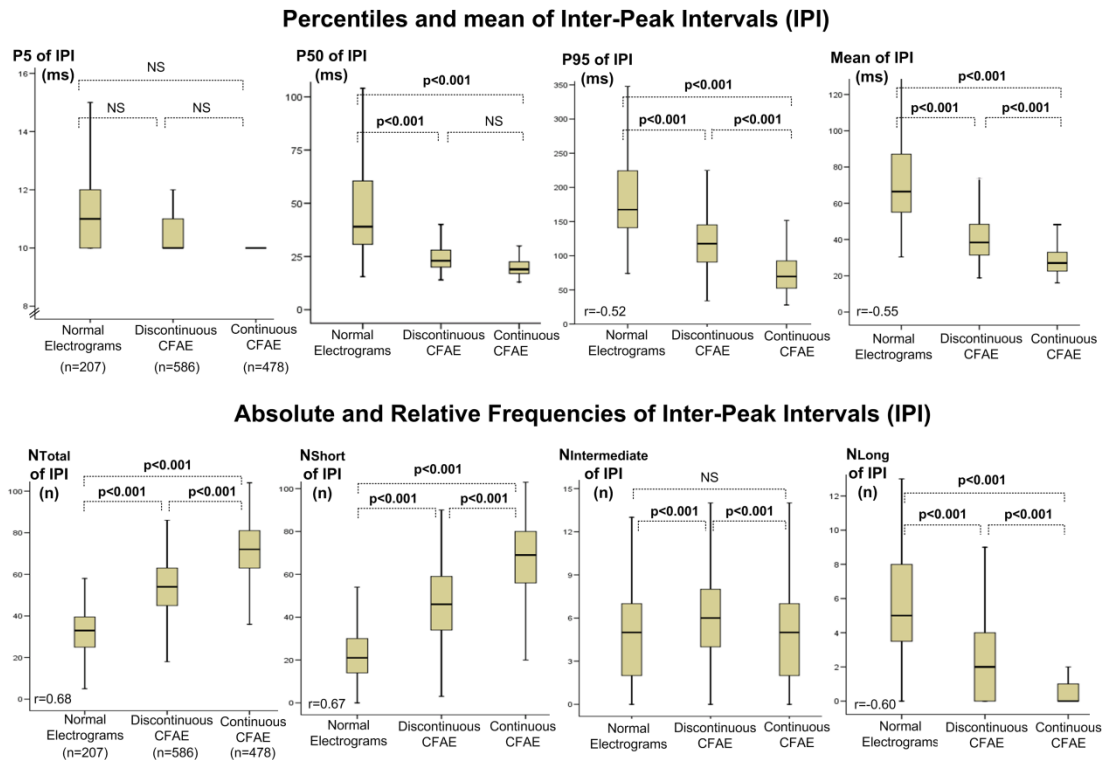 Percentiles and mean of Inter-Peak Intervals (IPI)
P5 of IPI
(ms)
NS
NS
NS
16
14
12
10
8
Normal
Electrograms
(n=207)
Discontinuous
CFAE
(n=586)
Continuous
CFAE
(n=478)
P50 of IPI
(ms)
p<0.001
p<0.001
NS
100
75
50
25
0
Normal
Electrograms
Discontinuous
CFAE
Continuous
CFAE
P95 of IPI
(ms)
p<0.001
p<0.001
p<0.001
350
300
250
200
150
100
50
0
r=-0.52
Normal
Electrograms
Discontinuous
CFAE
Continuous
CFAE
Mean of IPI
(ms)
p<0.001
p<0.001
p<0.001
120
100
80
60
40
20
0
r=-0.55
Normal
Electrograms
Discontinuous
CFAE
Continuous
CFAE
Absolute and Relative Frequencies of Inter-Peak Intervals (IPI)
NTotal
of IPI
(n)
p<0.001
p<0.001
p<0.001
100
80
60
40
20
0
r=0.68
Normal
Electrograms
(n=207)
Discontinuous
CFAE
(n=586)
Continuous
CFAE
(n=478)
NShort
of IPI
(n)
p<0.001
p<0.001
p<0.001
100
80
60
40
20
0
r=0.67
Normal
Electrograms
Discontinuous
CFAE
Continuous
CFAE
NIntermediate
of IPI
(n)
NS
p<0.001
p<0.001
15
12
9
6
3
0
Normal
Electrograms
Discontinuous
CFAE
Continuous
CFAE
NLong
of IPI
(n)
p<0.001
p<0.001
p<0.001
12
10
8
6
4
2
0
r=-0.60
Normal
Electrograms
Discontinuous
CFAE
Continuous
CFAE